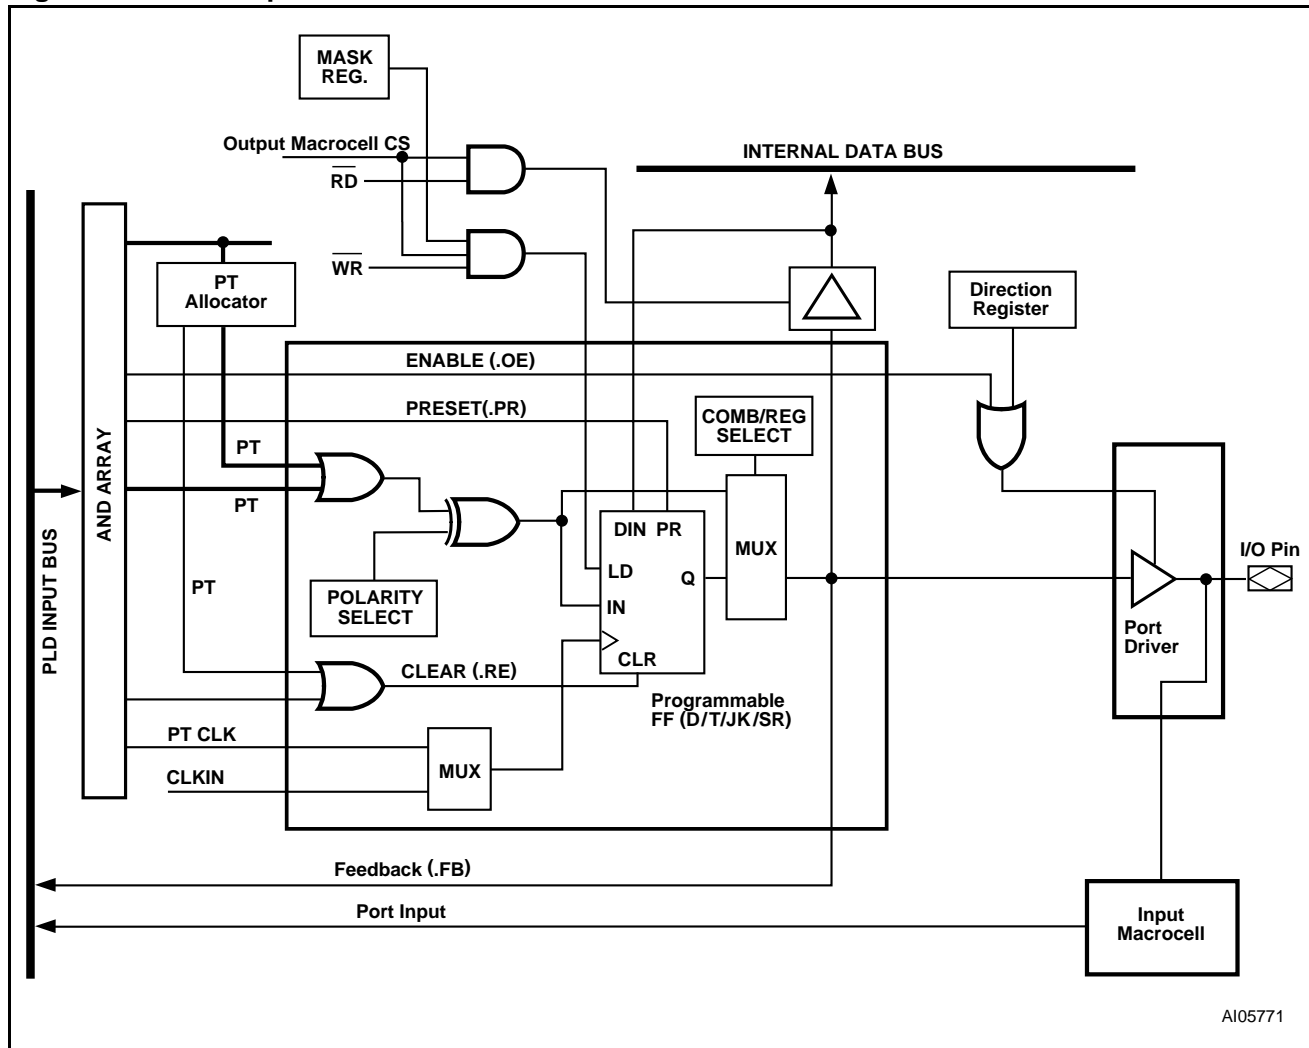 MASK
REG.
Output Macrocell CS
RD
WR
INTERNAL DATA BUS
PT
Allocator
Direction
Register
ENABLE (.OE)
PRESET(.PR)
COMB/REG
SELECT
PT
PT
PT
AND ARRAY
PLD INPUT BUS
DIN PR
LD
IN
Q
CLR
MUX
POLARITY
SELECT
CLEAR (.RE)
Programmable
FF (D/T/JK/SR)
PT CLK
CLKIN
MUX
I/O Pin
Port
Driver
Feedback (.FB)
Port Input
Input
Macrocell
AI05771